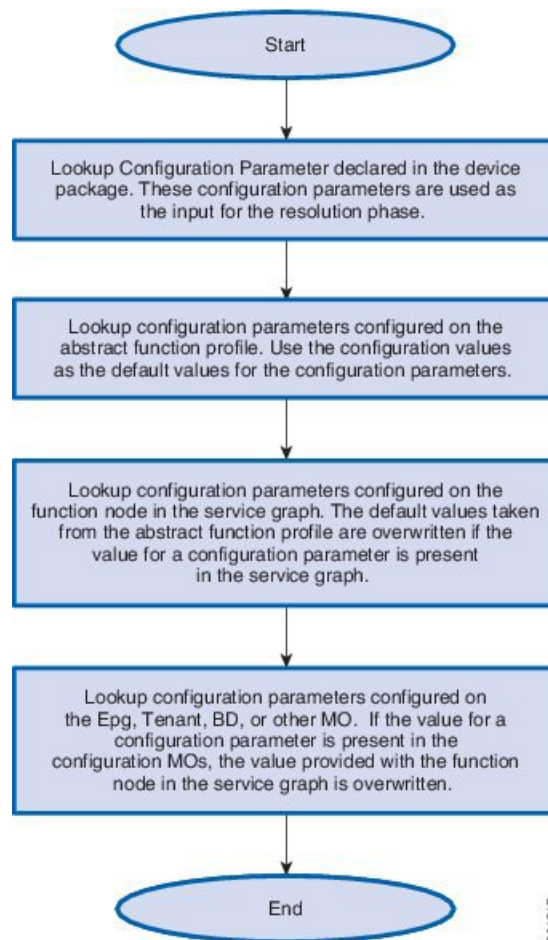 Start
Lookup Configuration Parameter declared in the device
package. These configuration parameters are used as
the input for the resolution phase.
Lookup configuration parameters configured on the
abstract function profile. Use the configuration values
as the default values for the configuration parameters.
Lookup configuration parameters configured on the
function node in the service graph. The default values taken
from the abstract function profile are overwritten if the
value for a configuration parameter is present
in the service graph.
Lookup configuration parameters configured on
the Epg, Tenant, BD, or other MO. If the value for a
configuration parameter is present in the
configuration MOs, the value provided with the function
node in the service graph is overwritten.
End